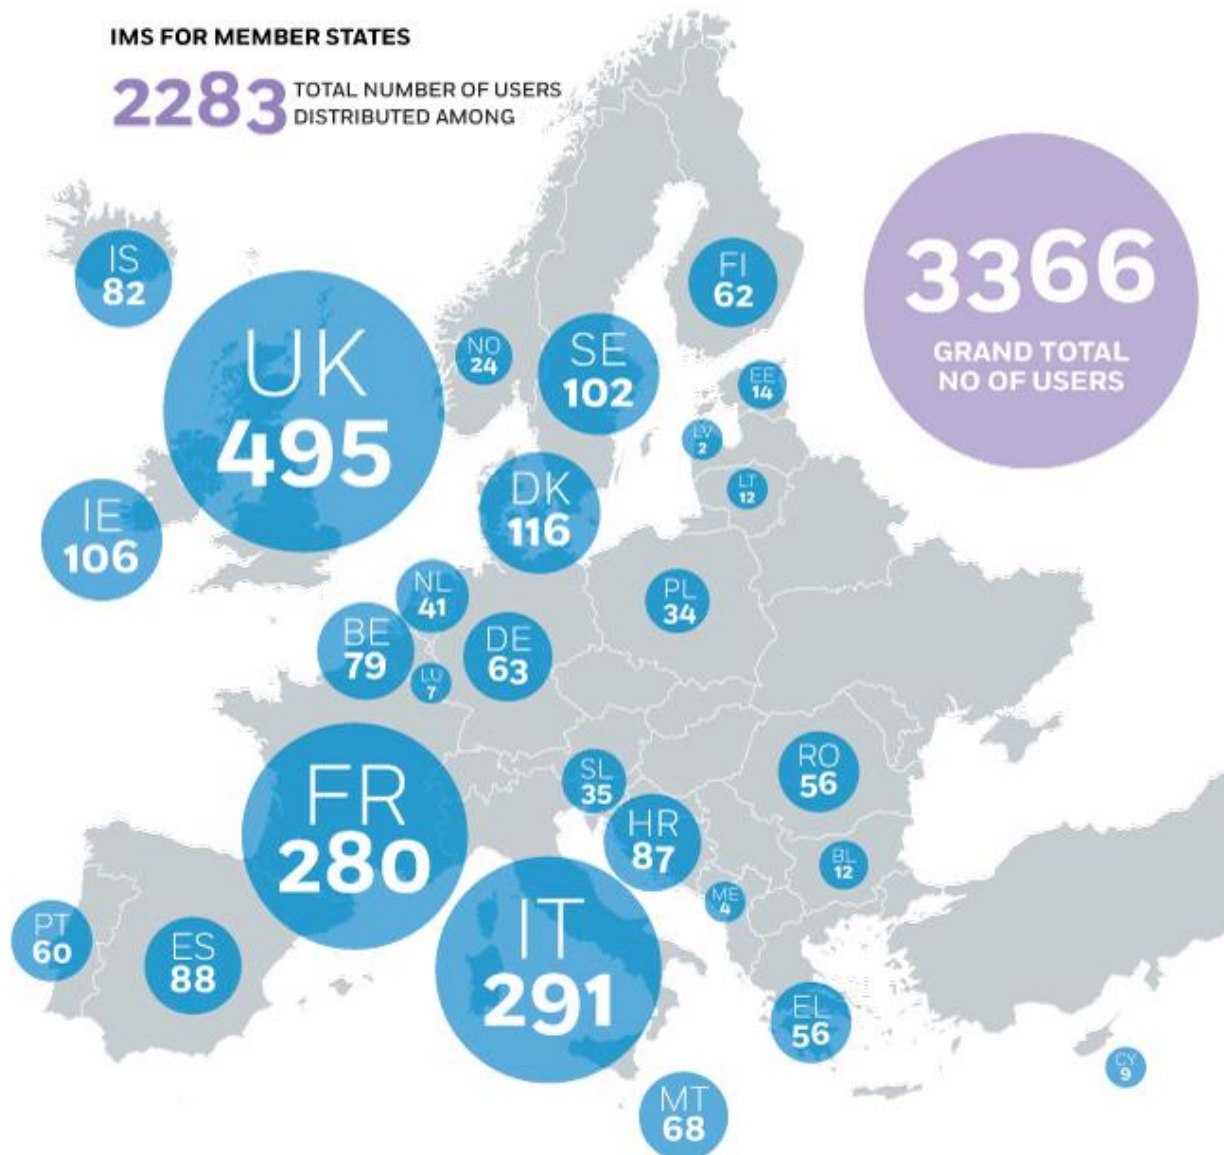 IMS FOR MEMBER STATES
2283 TOTAL NUMBER OF USERS
DISTRIBUTED AMONG
3366
GRAND TOTAL
NO OF USERS
IS
82
UK
495
NO
24
SE
102
FI
62
EE
14
LV
2
LT
12
IE
106
DK
116
NL
41
BE
79
LU
7
DE
63
PL
34
FR
280
SL
35
HR
87
RO
56
BL
12
ME
4
PT
60
ES
88
IT
291
EL
56
CY
9
MT
68